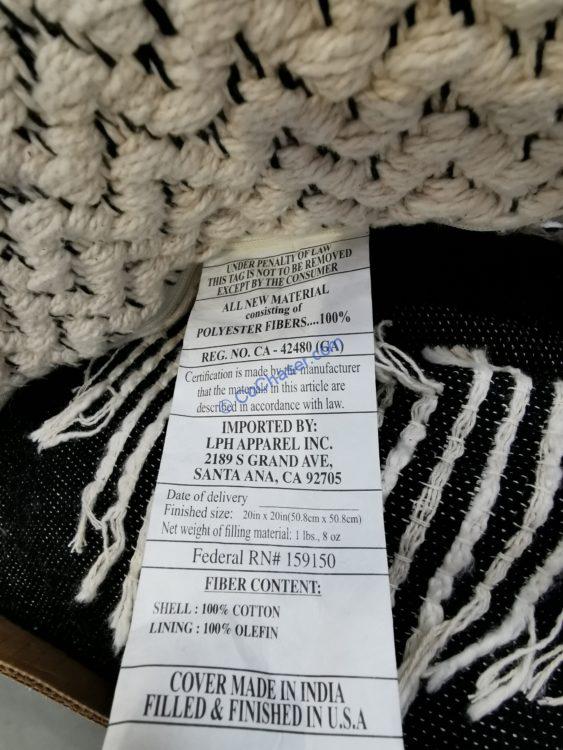 UNDER PENALTY OF LAW
THIS TAG IS NOT TO BE REMOVED
EXCEPT BY THE CONSUMER
ALL NEW MATERIAL
consisting of
POLYESTER FIBERS....100%
REG. NO. CA - 42480 (GA)
Certification is made by the manufacturer
that the materials in this article are
described in accordance with law.
© CoChaser.com
IMPORTED BY:
LPH APPAREL INC.
2189 S GRAND AVE,
SANTA ANA, CA 92705
Date of delivery
Finished size: 20in x 20in(50.8cm x 50.8cm)
Net weight of filling material: 1 lbs., 8 oz
Federal RN# 159150
FIBER CONTENT:
SHELL : 100% COTTON
LINING : 100% OLEFIN
COVER MADE IN INDIA
FILLED & FINISHED IN U.S.A